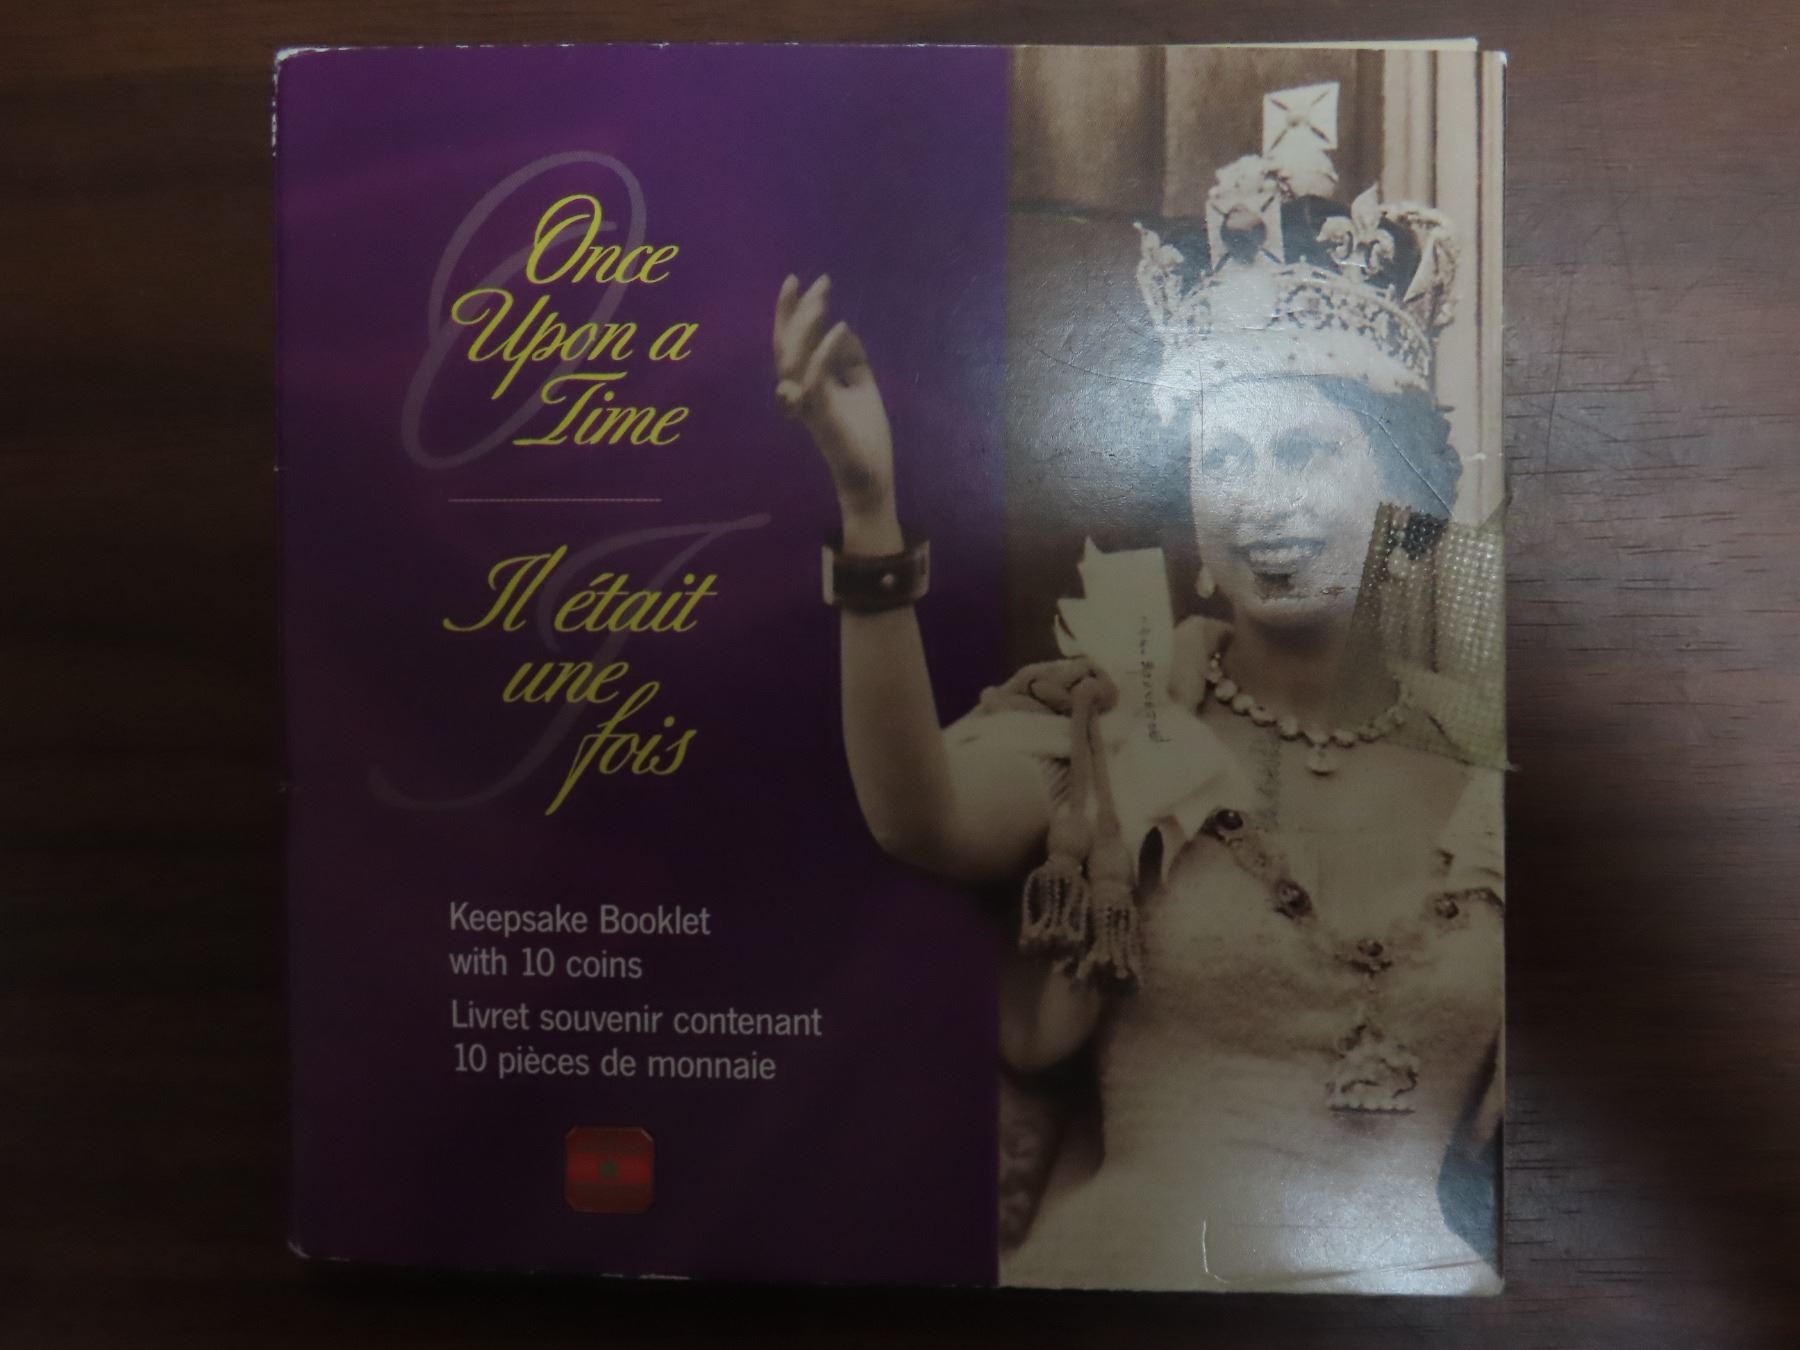 Once
Upon a
Time
Il était
une
fois
Keepsake Booklet
with 10 coins
Livret souvenir contenant
10 pièces de monnaie